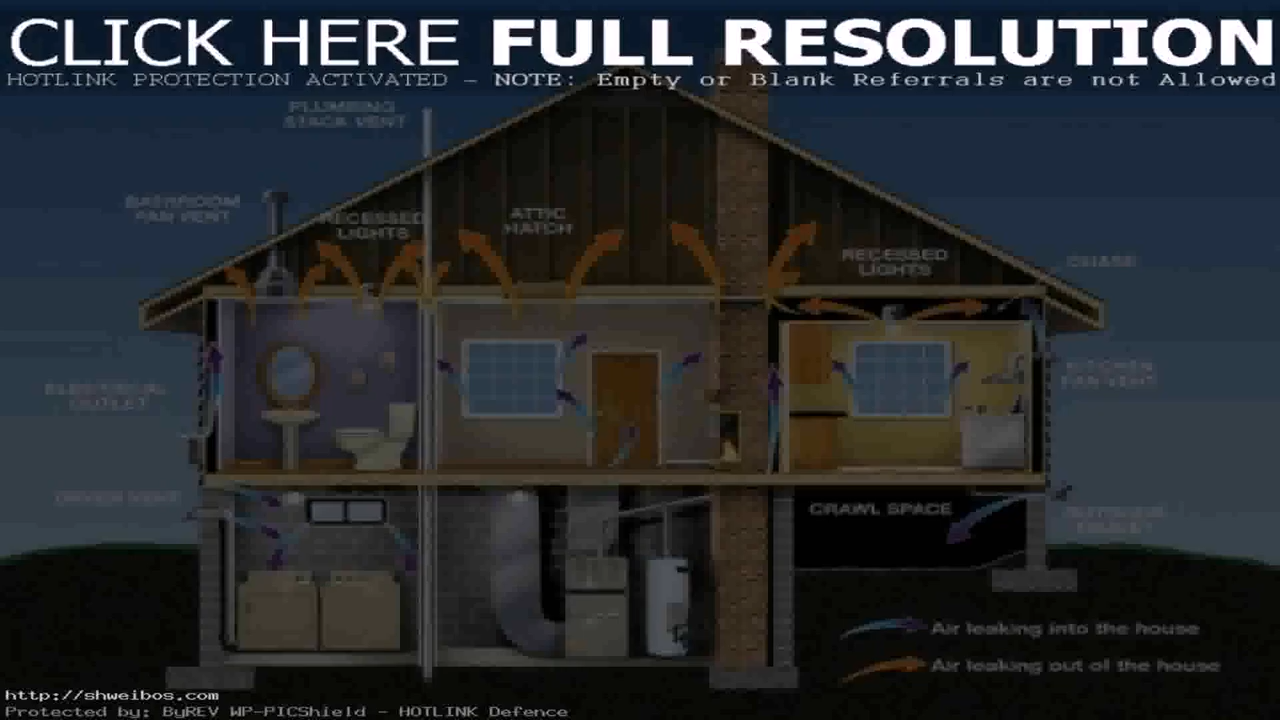 CLICK HERE FULL RESOLUTION
HOTLINK PROTECTION ACTIVATED - NOTE: Empty or Blank Referrals are not Allowed
PLUMBING
STACK VENT
BATHROOM
FAN VENT
RECESSED
LIGHTS
ATTIC
HATCH
RECESSED
LIGHTS
CHASE
ELECTRICAL
OUTLET
KITCHEN
FAN VENT
DRYER VENT
CRAWL SPACE
OUTDOOR
FAUCET
Air leaking into the house
Air leaking out of the house
http://shweibos.com
Protected by: ByREV WP-PICShield - HOTLINK Defence